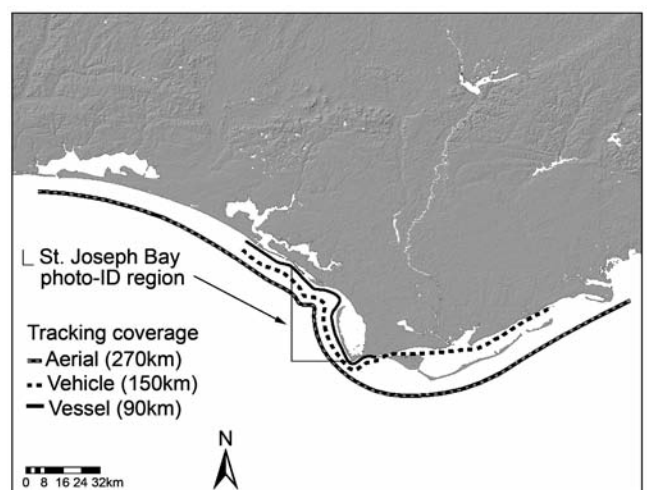 St. Joseph Bay
photo-ID region
Tracking coverage
Aerial (270km)
Vehicle (150km)
Vessel (90km)
N
0 8 16 24 32km